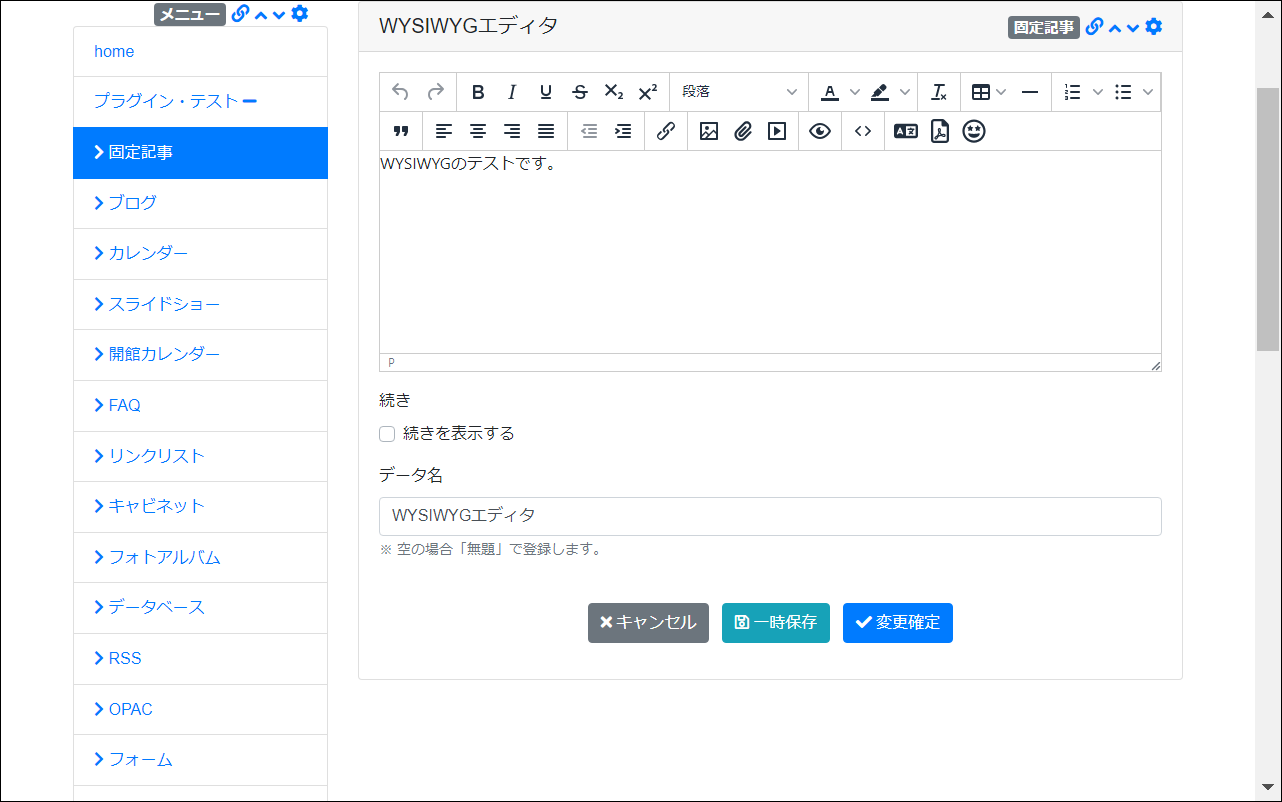 メニュー
home
プラグイン・テスト
固定記事
ブログ
カレンダー
スライドショー
開館カレンダー
FAQ
リンクリスト
キャビネット
フォトアルバム
データベース
RSS
OPAC
フォーム
WYSIWYGエディタ
固定記事
段落
WYSIWYGのテストです。
P
続き
続きを表示する
データ名
WYSIWYGエディタ
※ 空の場合「無題」で登録します。
キャンセル 一時保存 変更確定